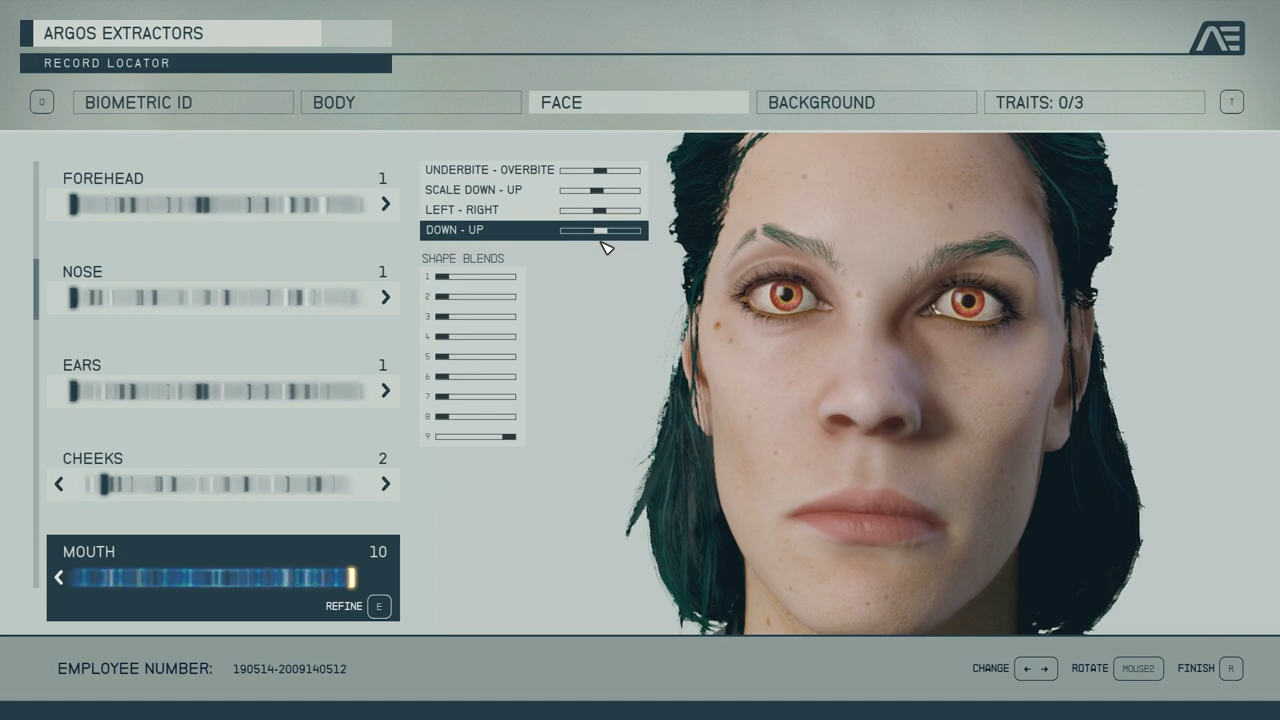 ARGOS EXTRACTORS
AE
RECORD LOCATOR
Q BIOMETRIC ID BODY FACE BACKGROUND TRAITS: 0/3 T
FOREHEAD 1
NOSE 1
EARS 1
CHEEKS 2
MOUTH 10
REFINE E
UNDERBITE - OVERBITE
SCALE DOWN - UP
LEFT - RIGHT
DOWN - UP
SHAPE BLENDS
1
2
3
4
5
6
7
8
9
EMPLOYEE NUMBER: 190514-2009140512
CHANGE ← → ROTATE MOUSE2 FINISH R